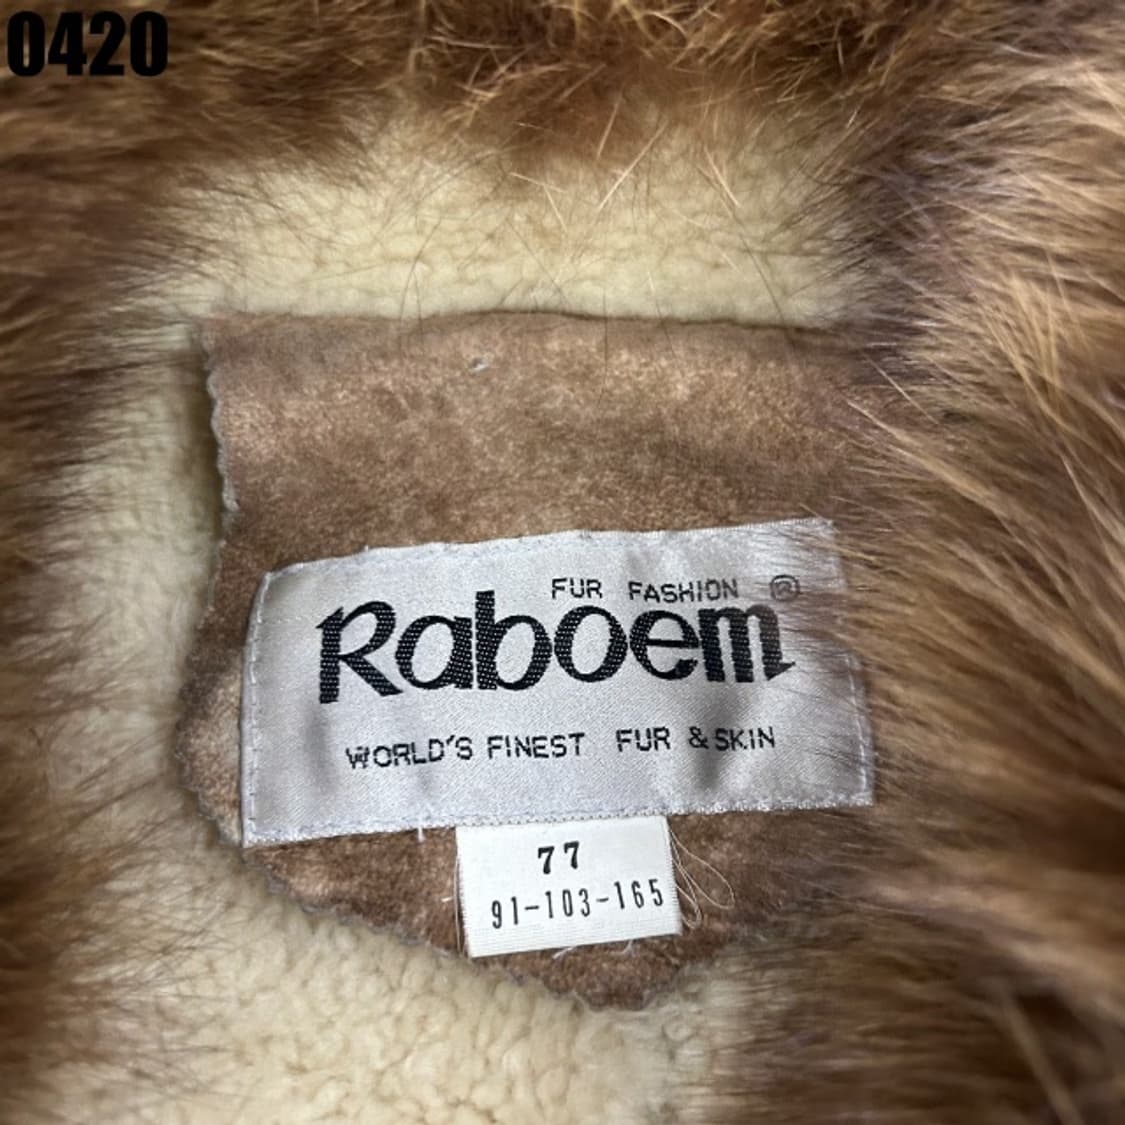 0420
FUR FASHION ®
Raboem
WORLD'S FINEST FUR & SKIN
77
91-103-165